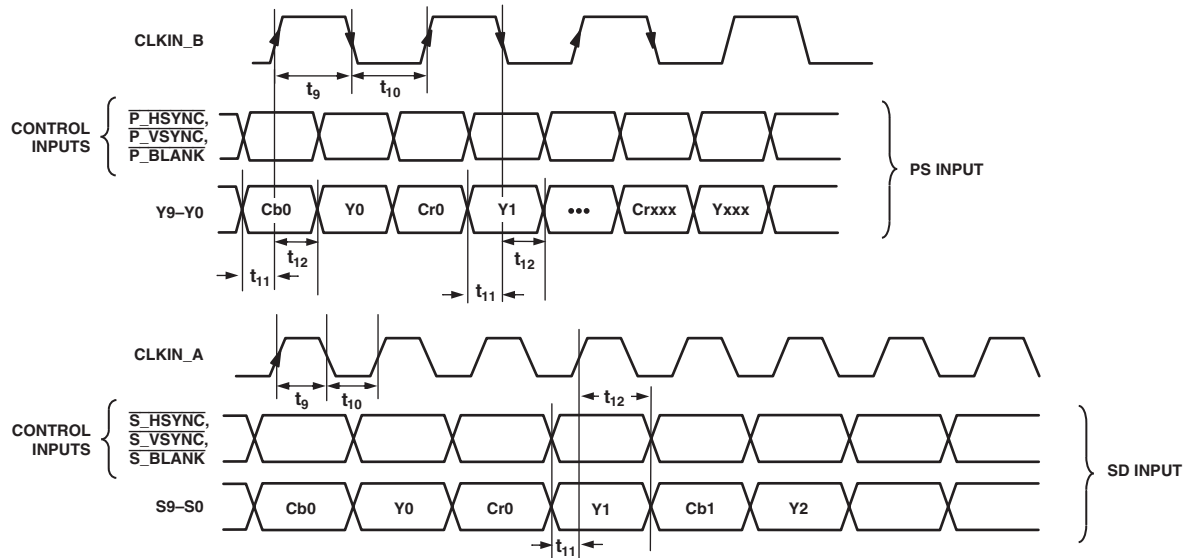 CLKIN_B
t9
t10
CONTROL
INPUTS
P_HSYNC,
P_VSYNC,
P_BLANK
PS INPUT
Y9–Y0
Cb0
Y0
Cr0
Y1
•••
Crxxx
Yxxx
t12
t12
t11
t11
CLKIN_A
t9
t10
t12
CONTROL
INPUTS
S_HSYNC,
S_VSYNC,
S_BLANK
SD INPUT
S9–S0
Cb0
Y0
Cr0
Y1
Cb1
Y2
t11